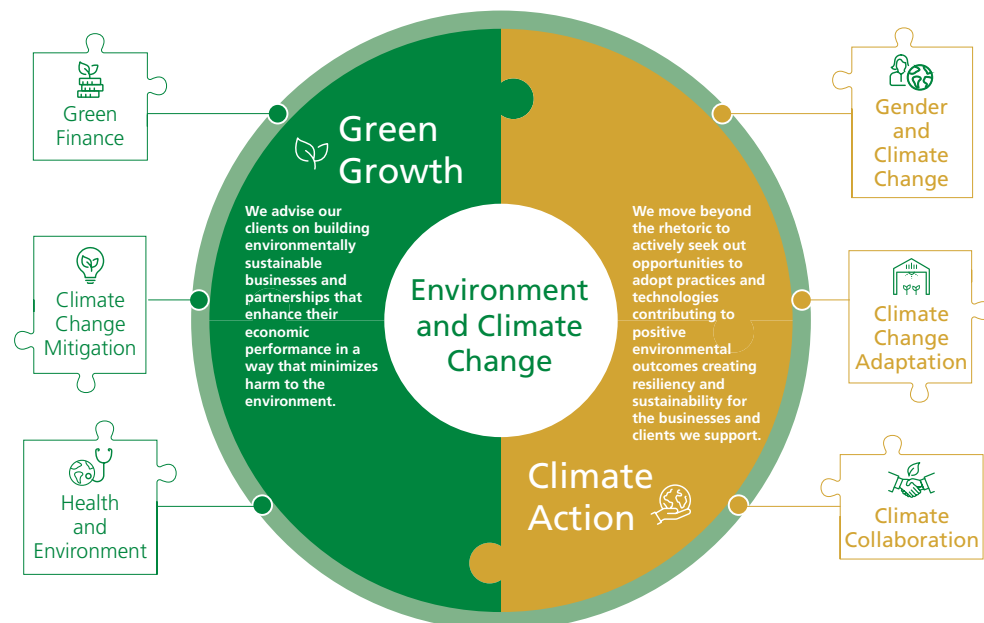 Green
Finance
Climate
Change
Mitigation
Health
and
Environment
Green
Growth
We advise our
clients on building
environmentally
sustainable
businesses and
partnerships that
enhance their
economic
performance in a
way that minimizes
harm to the
environment.
Environment
and Climate
Change
We move beyond
the rhetoric to
actively seek out
opportunities to
adopt practices and
technologies
contributing to
positive
environmental
outcomes creating
resiliency and
sustainability for
the businesses and
clients we support.
Climate
Action
Gender
and
Climate
Change
Climate
Change
Adaptation
Climate
Collaboration